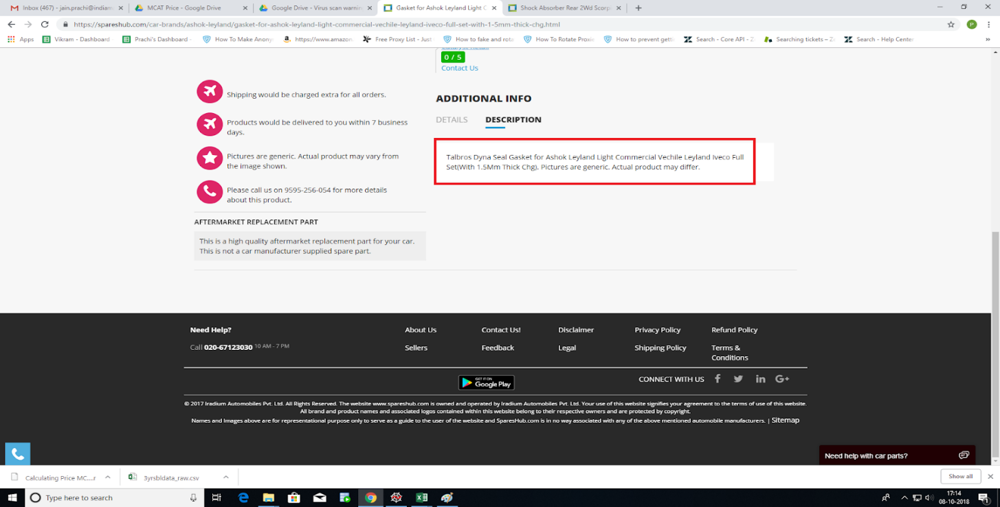 Inbox (467) - jain.prachi@indiam
MCAT Price - Google Drive
Google Drive - Virus scan warnin
Gasket for Ashok Leyland Light C
Shock Absorber Rear 2Wd Scorpi
https://spareshub.com/car-brands/ashok-leyland/gasket-for-ashok-leyland-light-commercial-vechile-leyland-iveco-full-set-with-1-5mm-thick-chg.html
P
Apps
Vikram - Dashboard
Prachi's Dashboard -
How To Make Anony
https://www.amazon.
Free Proxy List - Just
How to fake and rota
How To Rotate Proxie
How to prevent gett
Search - Core API - Z
Searching tickets – Z
Search - Help Center
0 / 5
Contact Us
Shipping would be charged extra for all orders.
Products would be delivered to you within 7 business
days.
Pictures are generic. Actual product may vary from
the image shown.
Please call us on 9595-256-054 for more details
about this product.
AFTERMARKET REPLACEMENT PART
This is a high quality aftermarket replacement part for your car.
This is not a car manufacturer supplied spare part.
ADDITIONAL INFO
DETAILS
DESCRIPTION
Talbros Dyna Seal Gasket for Ashok Leyland Light Commercial Vechile Leyland Iveco Full
Set(With 1.5Mm Thick Chg). Pictures are generic. Actual product may differ.
Need Help?
Call 020-67123030 10 AM - 7 PM
About Us
Contact Us!
Disclaimer
Privacy Policy
Refund Policy
Sellers
Feedback
Legal
Shipping Policy
Terms &
Conditions
GET IT ON
Google Play
CONNECT WITH US
© 2017 Iradium Automobiles Pvt. Ltd. All Rights Reserved. The website www.spareshub.com is owned and operated by Iradium Automobiles Pvt. Ltd. Your use of this website signifies your agreement to the terms of use of this website.
All brand and product names and associated logos contained within this website belong to their respective owners and are protected by copyright.
Names and Images above are for representational purpose only to serve as a guide to the user of the website and SparesHub.com is in no way associated with any of the above mentioned automobile manufacturers. | Sitemap
Need help with car parts?
Calculating Price MC....r
3yrsbldata_raw.csv
Show all
Type here to search
17:14
08-10-2018
1